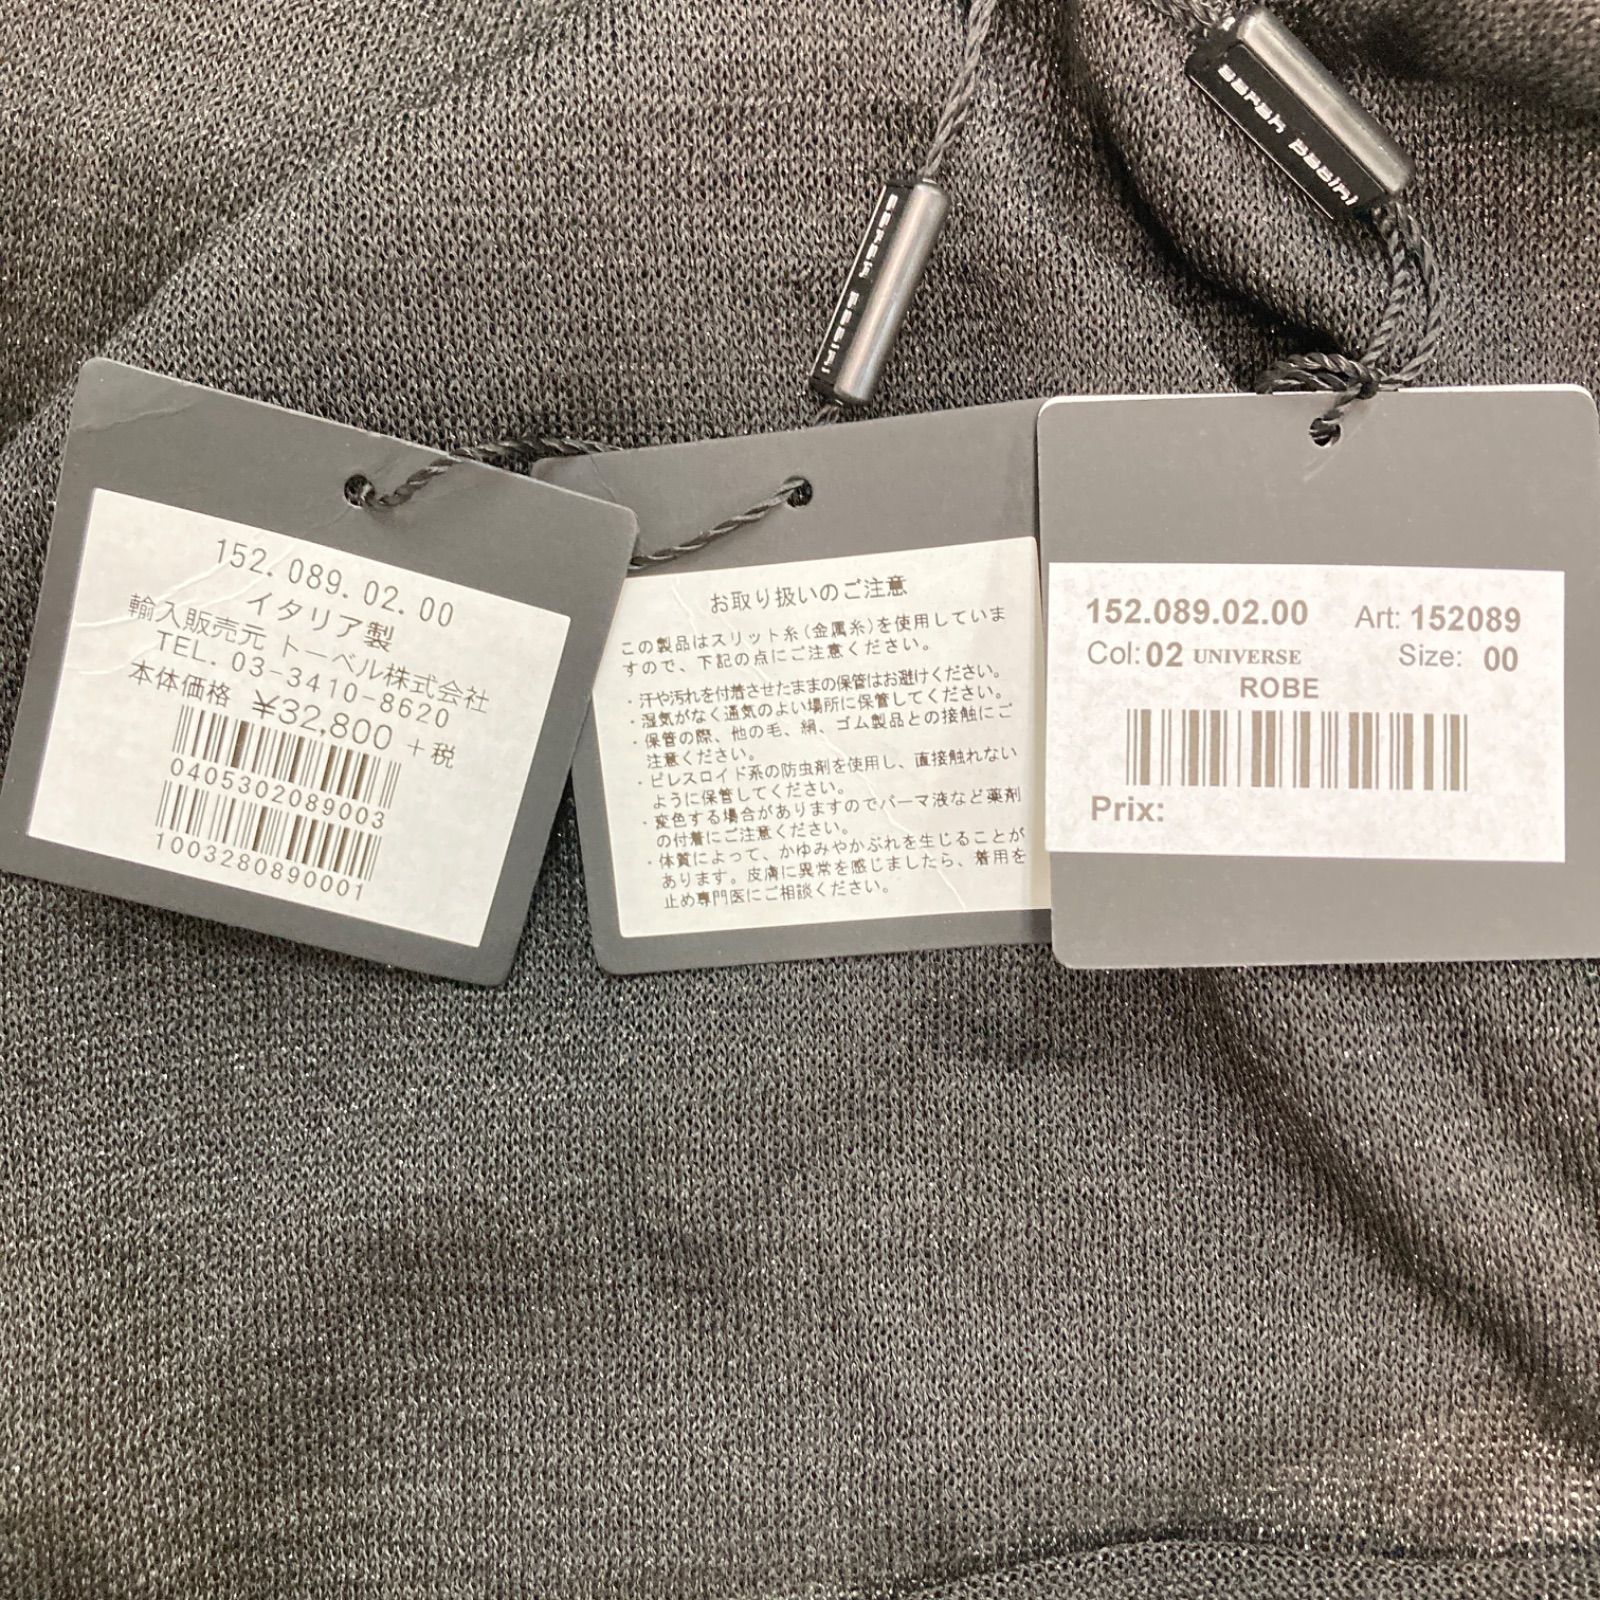 sarah pacini
sarah pacini
152.089.02.00
イタリア製
輸入販売元 トーベル株式会社
TEL. 03-3410-8620
本体価格 ¥32,800 +税
0405302089003
1003280890001
お取り扱いのご注意
この製品はスリット糸(金属糸)を使用していま
すので、下記の点にご注意ください。
・汗や汚れを付着させたままの保管はお避けください。
・湿気がなく通気のよい場所に保管してください。
・保管の際、他の毛、絹、ゴム製品との接触にご
注意ください。
・ピレスロイド系の防虫剤を使用し、直接触れない
ように保管してください。
・変色する場合がありますのでパーマ液など薬剤
の付着にご注意ください。
・体質によって、かゆみやかぶれを生じることが
あります。皮膚に異常を感じましたら、着用を
止め専門医にご相談ください。
152.089.02.00 Art: 152089
Col: 02 UNIVERSE Size: 00
ROBE
Prix: